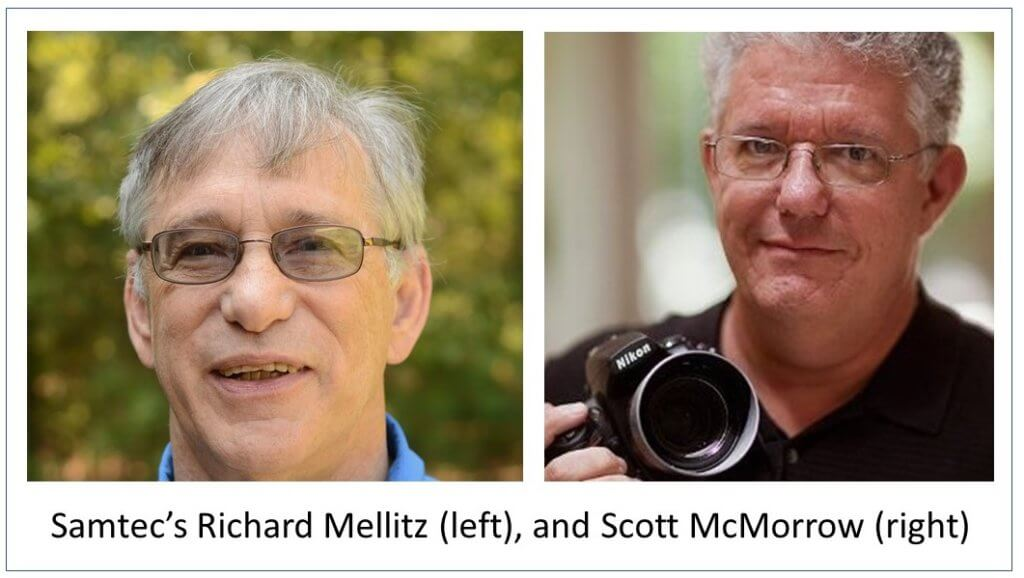 Nikon
Samtec's Richard Mellitz (left), and Scott McMorrow (right)